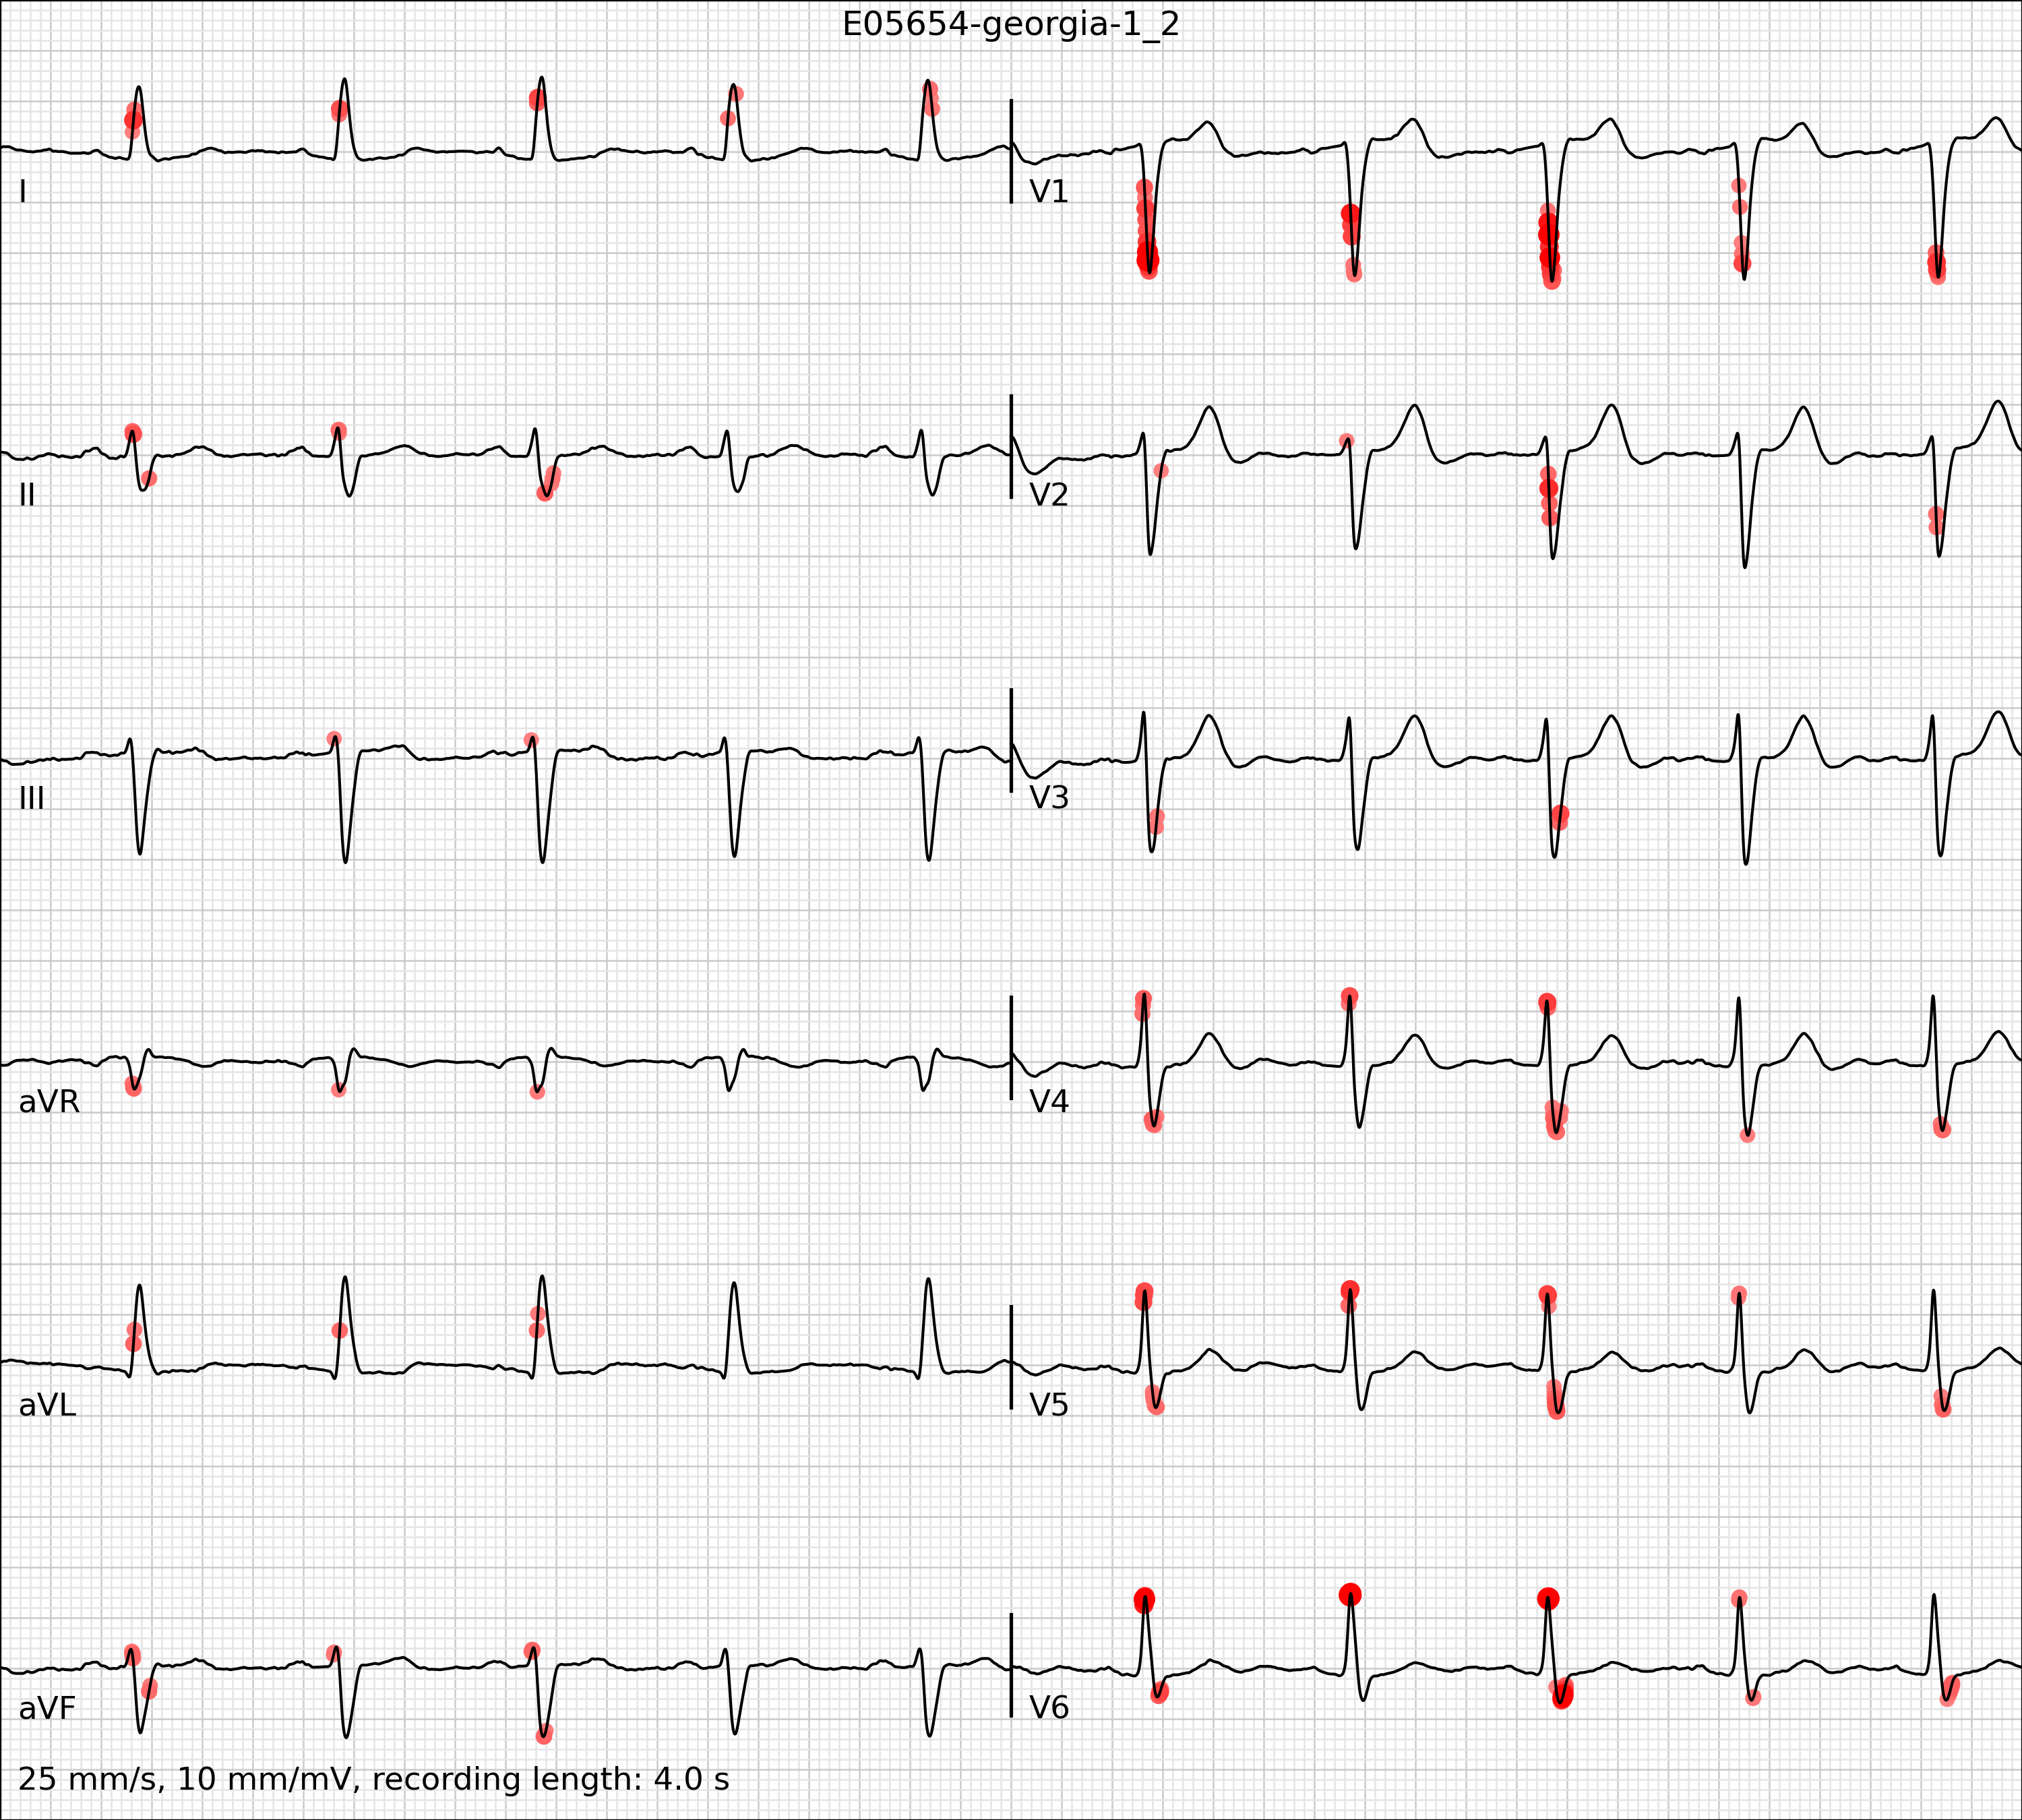 E05654-georgia-1_2
I
V1
II
V2
III
V3
aVR
V4
aVL
V5
aVF
V6
25 mm/s, 10 mm/mV, recording length: 4.0 s